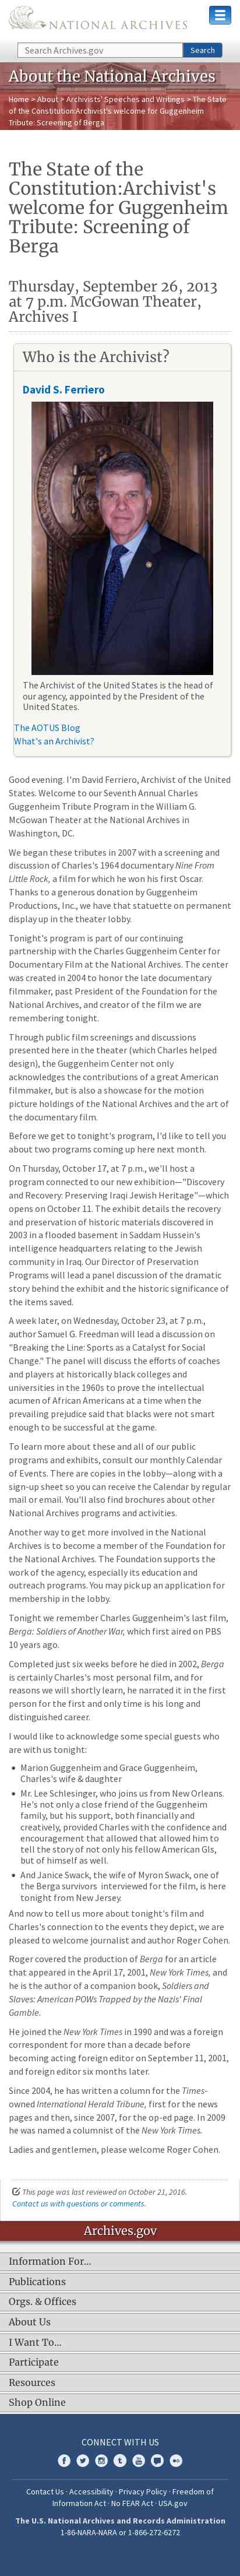 NATIONAL ARCHIVES
Search Archives.gov
Search
About the National Archives
Home > About > Archivists' Speeches and Writings > The State
of the Constitution:Archivist's welcome for Guggenheim
Tribute: Screening of Berga
The State of the
Constitution:Archivist's
welcome for Guggenheim
Tribute: Screening of
Berga
Thursday, September 26, 2013
at 7 p.m. McGowan Theater,
Archives I
Who is the Archivist?
David S. Ferriero
The Archivist of the United States is the head of
our agency, appointed by the President of the
United States.
The AOTUS Blog
What's an Archivist?
Good evening. I'm David Ferriero, Archivist of the United
States. Welcome to our Seventh Annual Charles
Guggenheim Tribute Program in the William G.
McGowan Theater at the National Archives in
Washington, DC.
We began these tributes in 2007 with a screening and
discussion of Charles's 1964 documentary Nine From
Little Rock, a film for which he won his first Oscar.
Thanks to a generous donation by Guggenheim
Productions, Inc., we have that statuette on permanent
display up in the theater lobby.
Tonight's program is part of our continuing
partnership with the Charles Guggenheim Center for
Documentary Film at the National Archives. The center
was created in 2004 to honor the late documentary
filmmaker, past President of the Foundation for the
National Archives, and creator of the film we are
remembering tonight.
Through public film screenings and discussions
presented here in the theater (which Charles helped
design), the Guggenheim Center not only
acknowledges the contributions of a great American
filmmaker, but is also a showcase for the motion
picture holdings of the National Archives and the art of
the documentary film.
Before we get to tonight's program, I'd like to tell you
about two programs coming up here next month.
On Thursday, October 17, at 7 p.m., we'll host a
program connected to our new exhibition—"Discovery
and Recovery: Preserving Iraqi Jewish Heritage"—which
opens on October 11. The exhibit details the recovery
and preservation of historic materials discovered in
2003 in a flooded basement in Saddam Hussein's
intelligence headquarters relating to the Jewish
community in Iraq. Our Director of Preservation
Programs will lead a panel discussion of the dramatic
story behind the exhibit and the historical significance of
the items saved.
A week later, on Wednesday, October 23, at 7 p.m.,
author Samuel G. Freedman will lead a discussion on
"Breaking the Line: Sports as a Catalyst for Social
Change." The panel will discuss the efforts of coaches
and players at historically black colleges and
universities in the 1960s to prove the intellectual
acumen of African Americans at a time when the
prevailing prejudice said that blacks were not smart
enough to be successful at the game.
To learn more about these and all of our public
programs and exhibits, consult our monthly Calendar
of Events. There are copies in the lobby—along with a
sign-up sheet so you can receive the Calendar by regular
mail or email. You'll also find brochures about other
National Archives programs and activities.
Another way to get more involved in the National
Archives is to become a member of the Foundation for
the National Archives. The Foundation supports the
work of the agency, especially its education and
outreach programs. You may pick up an application for
membership in the lobby.
Tonight we remember Charles Guggenheim's last film,
Berga: Soldiers of Another War, which first aired on PBS
10 years ago.
Completed just six weeks before he died in 2002, Berga
is certainly Charles's most personal film, and for
reasons we will shortly learn, he narrated it in the first
person for the first and only time is his long and
distinguished career.
I would like to acknowledge some special guests who
are with us tonight:
Marion Guggenheim and Grace Guggenheim,
Charles's wife & daughter
Mr. Lee Schlesinger, who joins us from New Orleans.
He's not only a close friend of the Guggenheim
family, but his support, both financially and
creatively, provided Charles with the confidence and
encouragement that allowed that allowed him to
tell the story of not only his fellow American GIs,
but of himself as well.
And Janice Swack, the wife of Myron Swack, one of
the Berga survivors interviewed for the film, is here
tonight from New Jersey.
And now to tell us more about tonight's film and
Charles's connection to the events they depict, we are
pleased to welcome journalist and author Roger Cohen.
Roger covered the production of Berga for an article
that appeared in the April 17, 2001, New York Times, and
is the author of a companion book, Soldiers and
Slaves: American POWs Trapped by the Nazis' Final
Gamble.
He joined the New York Times in 1990 and was a foreign
correspondent for more than a decade before
becoming acting foreign editor on September 11, 2001,
and foreign editor six months later.
Since 2004, he has written a column for the Times-
owned International Herald Tribune, first for the news
pages and then, since 2007, for the op-ed page. In 2009
he was named a columnist of the New York Times.
Ladies and gentlemen, please welcome Roger Cohen.
This page was last reviewed on October 21, 2016.
Contact us with questions or comments.
Archives.gov
Information For…
Publications
Orgs. & Offices
About Us
I Want To…
Participate
Resources
Shop Online
CONNECT WITH US
Contact Us · Accessibility · Privacy Policy · Freedom of
Information Act · No FEAR Act · USA.gov
The U.S. National Archives and Records Administration
1-86-NARA-NARA or 1-866-272-6272